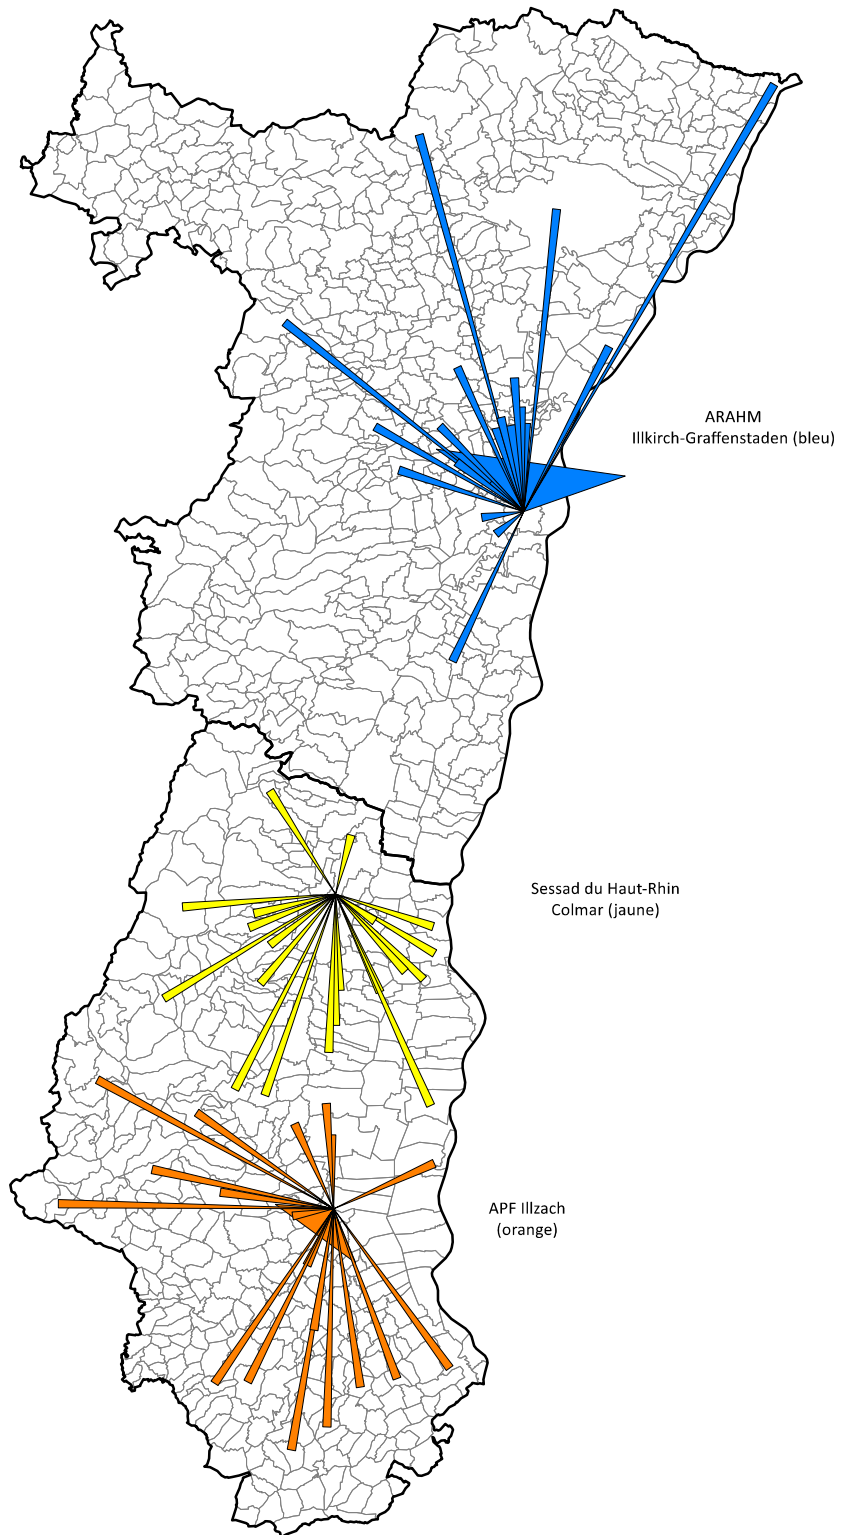 ARAHM
Illkirch-Graffenstaden (bleu)
Sessad du Haut-Rhin
Colmar (jaune)
APF Illzach
(orange)